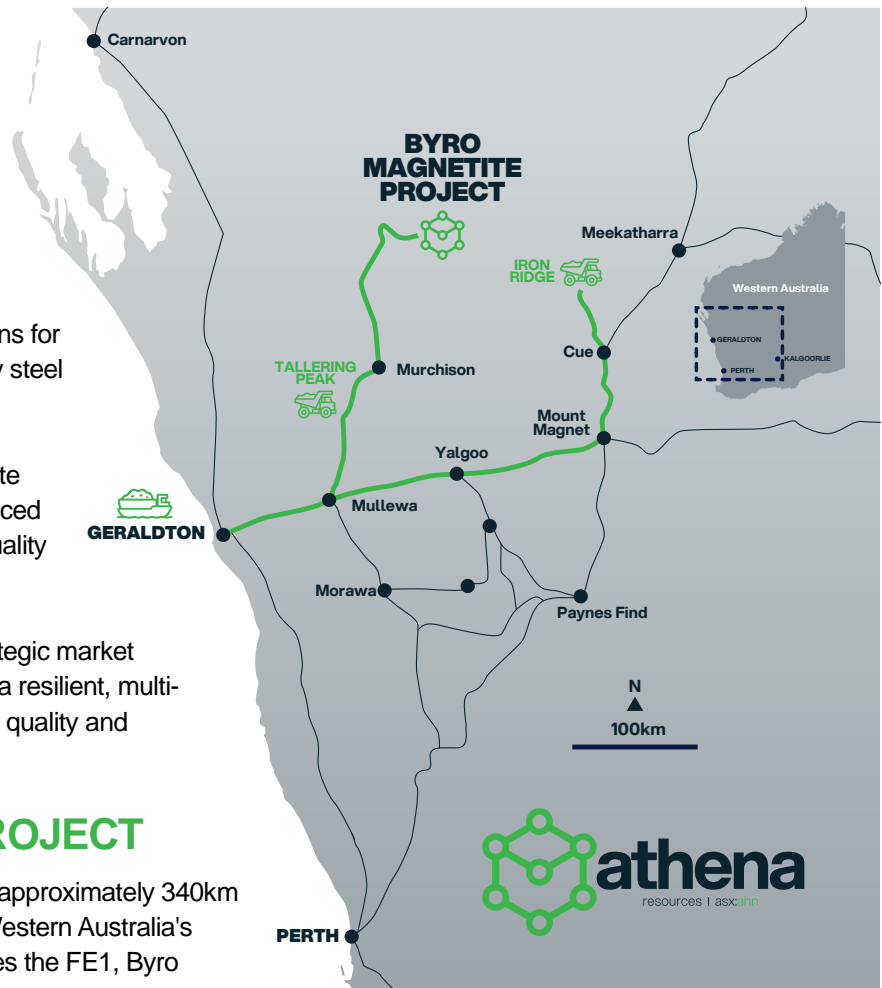 Carnarvon
BYRO
MAGNETITE
PROJECT
Meekatharra
IRON
RIDGE
Western Australia
GERALDTON
KALGOORLIE
PERTH
ns for
y steel
Cue
TALLERING
PEAK
Murchison
Mount
Magnet
Yalgoo
te
ced
uality
Mullewa
GERALDTON
Morawa
Paynes Find
tegic market
a resilient, multi-
quality and
N
100km
ROJECT
approximately 340km
Western Australia's
es the FE1, Byro
athena
resources | asx:ahn
PERTH